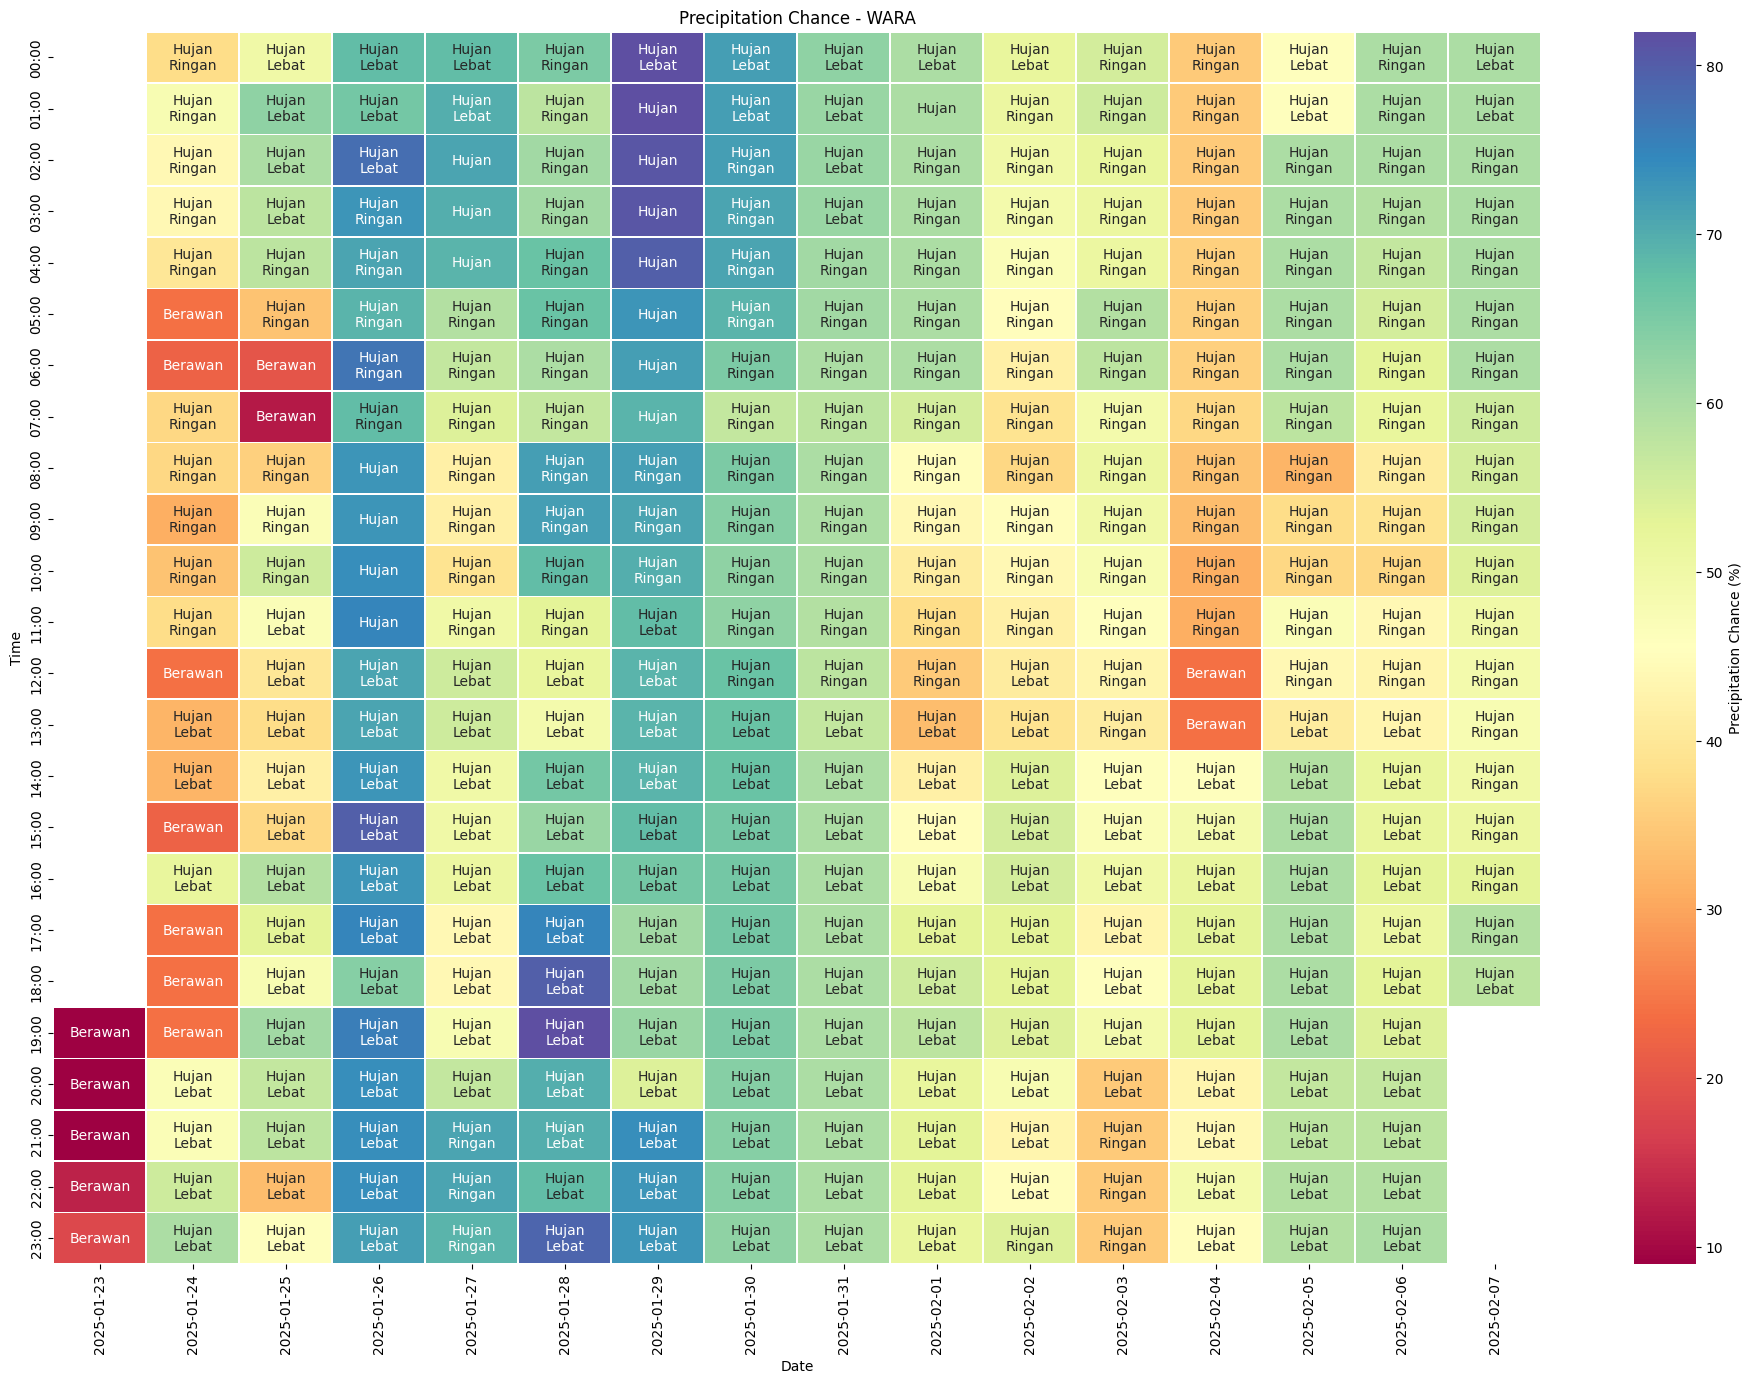 Precipitation Chance - WARA
00:00 Hujan Ringan Hujan Lebat Hujan Lebat Hujan Lebat Hujan Ringan Hujan Lebat Hujan Lebat Hujan Lebat Hujan Lebat Hujan Lebat Hujan Ringan Hujan Ringan Hujan Lebat Hujan Ringan Hujan Lebat
01:00 Hujan Ringan Hujan Lebat Hujan Lebat Hujan Lebat Hujan Ringan Hujan Hujan Lebat Hujan Lebat Hujan Hujan Ringan Hujan Ringan Hujan Ringan Hujan Lebat Hujan Ringan Hujan Lebat
02:00 Hujan Ringan Hujan Lebat Hujan Lebat Hujan Hujan Ringan Hujan Hujan Ringan Hujan Lebat Hujan Ringan Hujan Ringan Hujan Ringan Hujan Ringan Hujan Ringan Hujan Ringan Hujan Ringan
03:00 Hujan Ringan Hujan Lebat Hujan Ringan Hujan Hujan Ringan Hujan Hujan Ringan Hujan Lebat Hujan Ringan Hujan Ringan Hujan Ringan Hujan Ringan Hujan Ringan Hujan Ringan Hujan Ringan
04:00 Hujan Ringan Hujan Ringan Hujan Ringan Hujan Hujan Ringan Hujan Hujan Ringan Hujan Ringan Hujan Ringan Hujan Ringan Hujan Ringan Hujan Ringan Hujan Ringan Hujan Ringan Hujan Ringan
05:00 Berawan Hujan Ringan Hujan Ringan Hujan Ringan Hujan Ringan Hujan Hujan Ringan Hujan Ringan Hujan Ringan Hujan Ringan Hujan Ringan Hujan Ringan Hujan Ringan Hujan Ringan Hujan Ringan
06:00 Berawan Berawan Hujan Ringan Hujan Ringan Hujan Ringan Hujan Hujan Ringan Hujan Ringan Hujan Ringan Hujan Ringan Hujan Ringan Hujan Ringan Hujan Ringan Hujan Ringan Hujan Ringan
07:00 Hujan Ringan Berawan Hujan Ringan Hujan Ringan Hujan Ringan Hujan Hujan Ringan Hujan Ringan Hujan Ringan Hujan Ringan Hujan Ringan Hujan Ringan Hujan Ringan Hujan Ringan Hujan Ringan
08:00 Hujan Ringan Hujan Ringan Hujan Hujan Ringan Hujan Ringan Hujan Ringan Hujan Ringan Hujan Ringan Hujan Ringan Hujan Ringan Hujan Ringan Hujan Ringan Hujan Ringan Hujan Ringan Hujan Ringan
09:00 Hujan Ringan Hujan Ringan Hujan Hujan Ringan Hujan Ringan Hujan Ringan Hujan Ringan Hujan Ringan Hujan Ringan Hujan Ringan Hujan Ringan Hujan Ringan Hujan Ringan Hujan Ringan Hujan Ringan
10:00 Hujan Ringan Hujan Ringan Hujan Hujan Ringan Hujan Ringan Hujan Ringan Hujan Ringan Hujan Ringan Hujan Ringan Hujan Ringan Hujan Ringan Hujan Ringan Hujan Ringan Hujan Ringan Hujan Ringan
11:00 Hujan Ringan Hujan Lebat Hujan Hujan Ringan Hujan Ringan Hujan Lebat Hujan Ringan Hujan Ringan Hujan Ringan Hujan Ringan Hujan Ringan Hujan Ringan Hujan Ringan Hujan Ringan Hujan Ringan
12:00 Berawan Hujan Lebat Hujan Lebat Hujan Lebat Hujan Lebat Hujan Lebat Hujan Ringan Hujan Ringan Hujan Ringan Hujan Lebat Hujan Ringan Berawan Hujan Ringan Hujan Ringan Hujan Ringan
13:00 Hujan Lebat Hujan Lebat Hujan Lebat Hujan Lebat Hujan Lebat Hujan Lebat Hujan Lebat Hujan Lebat Hujan Lebat Hujan Lebat Hujan Ringan Berawan Hujan Lebat Hujan Lebat Hujan Ringan
14:00 Hujan Lebat Hujan Lebat Hujan Lebat Hujan Lebat Hujan Lebat Hujan Lebat Hujan Lebat Hujan Lebat Hujan Lebat Hujan Lebat Hujan Lebat Hujan Lebat Hujan Lebat Hujan Lebat Hujan Ringan
15:00 Berawan Hujan Lebat Hujan Lebat Hujan Lebat Hujan Lebat Hujan Lebat Hujan Lebat Hujan Lebat Hujan Lebat Hujan Lebat Hujan Lebat Hujan Lebat Hujan Lebat Hujan Lebat Hujan Ringan
16:00 Hujan Lebat Hujan Lebat Hujan Lebat Hujan Lebat Hujan Lebat Hujan Lebat Hujan Lebat Hujan Lebat Hujan Lebat Hujan Lebat Hujan Lebat Hujan Lebat Hujan Lebat Hujan Lebat Hujan Ringan
17:00 Berawan Hujan Lebat Hujan Lebat Hujan Lebat Hujan Lebat Hujan Lebat Hujan Lebat Hujan Lebat Hujan Lebat Hujan Lebat Hujan Lebat Hujan Lebat Hujan Lebat Hujan Lebat Hujan Ringan
18:00 Berawan Hujan Lebat Hujan Lebat Hujan Lebat Hujan Lebat Hujan Lebat Hujan Lebat Hujan Lebat Hujan Lebat Hujan Lebat Hujan Lebat Hujan Lebat Hujan Lebat Hujan Lebat Hujan Lebat
19:00 Berawan Berawan Hujan Lebat Hujan Lebat Hujan Lebat Hujan Lebat Hujan Lebat Hujan Lebat Hujan Lebat Hujan Lebat Hujan Lebat Hujan Lebat Hujan Lebat Hujan Lebat Hujan Lebat
20:00 Berawan Hujan Lebat Hujan Lebat Hujan Lebat Hujan Lebat Hujan Lebat Hujan Lebat Hujan Lebat Hujan Lebat Hujan Lebat Hujan Lebat Hujan Lebat Hujan Lebat Hujan Lebat Hujan Lebat
21:00 Berawan Hujan Lebat Hujan Lebat Hujan Lebat Hujan Ringan Hujan Lebat Hujan Lebat Hujan Lebat Hujan Lebat Hujan Lebat Hujan Lebat Hujan Ringan Hujan Lebat Hujan Lebat Hujan Lebat
22:00 Berawan Hujan Lebat Hujan Lebat Hujan Lebat Hujan Ringan Hujan Lebat Hujan Lebat Hujan Lebat Hujan Lebat Hujan Lebat Hujan Lebat Hujan Ringan Hujan Lebat Hujan Lebat Hujan Lebat
23:00 Berawan Hujan Lebat Hujan Lebat Hujan Lebat Hujan Ringan Hujan Lebat Hujan Lebat Hujan Lebat Hujan Lebat Hujan Lebat Hujan Ringan Hujan Ringan Hujan Lebat Hujan Lebat Hujan Lebat
Time
2025-01-23 2025-01-24 2025-01-25 2025-01-26 2025-01-27 2025-01-28 2025-01-29 2025-01-30 2025-01-31 2025-02-01 2025-02-02 2025-02-03 2025-02-04 2025-02-05 2025-02-06 2025-02-07
Date
80
70
60
50
40
30
20
10
Precipitation Chance (%)